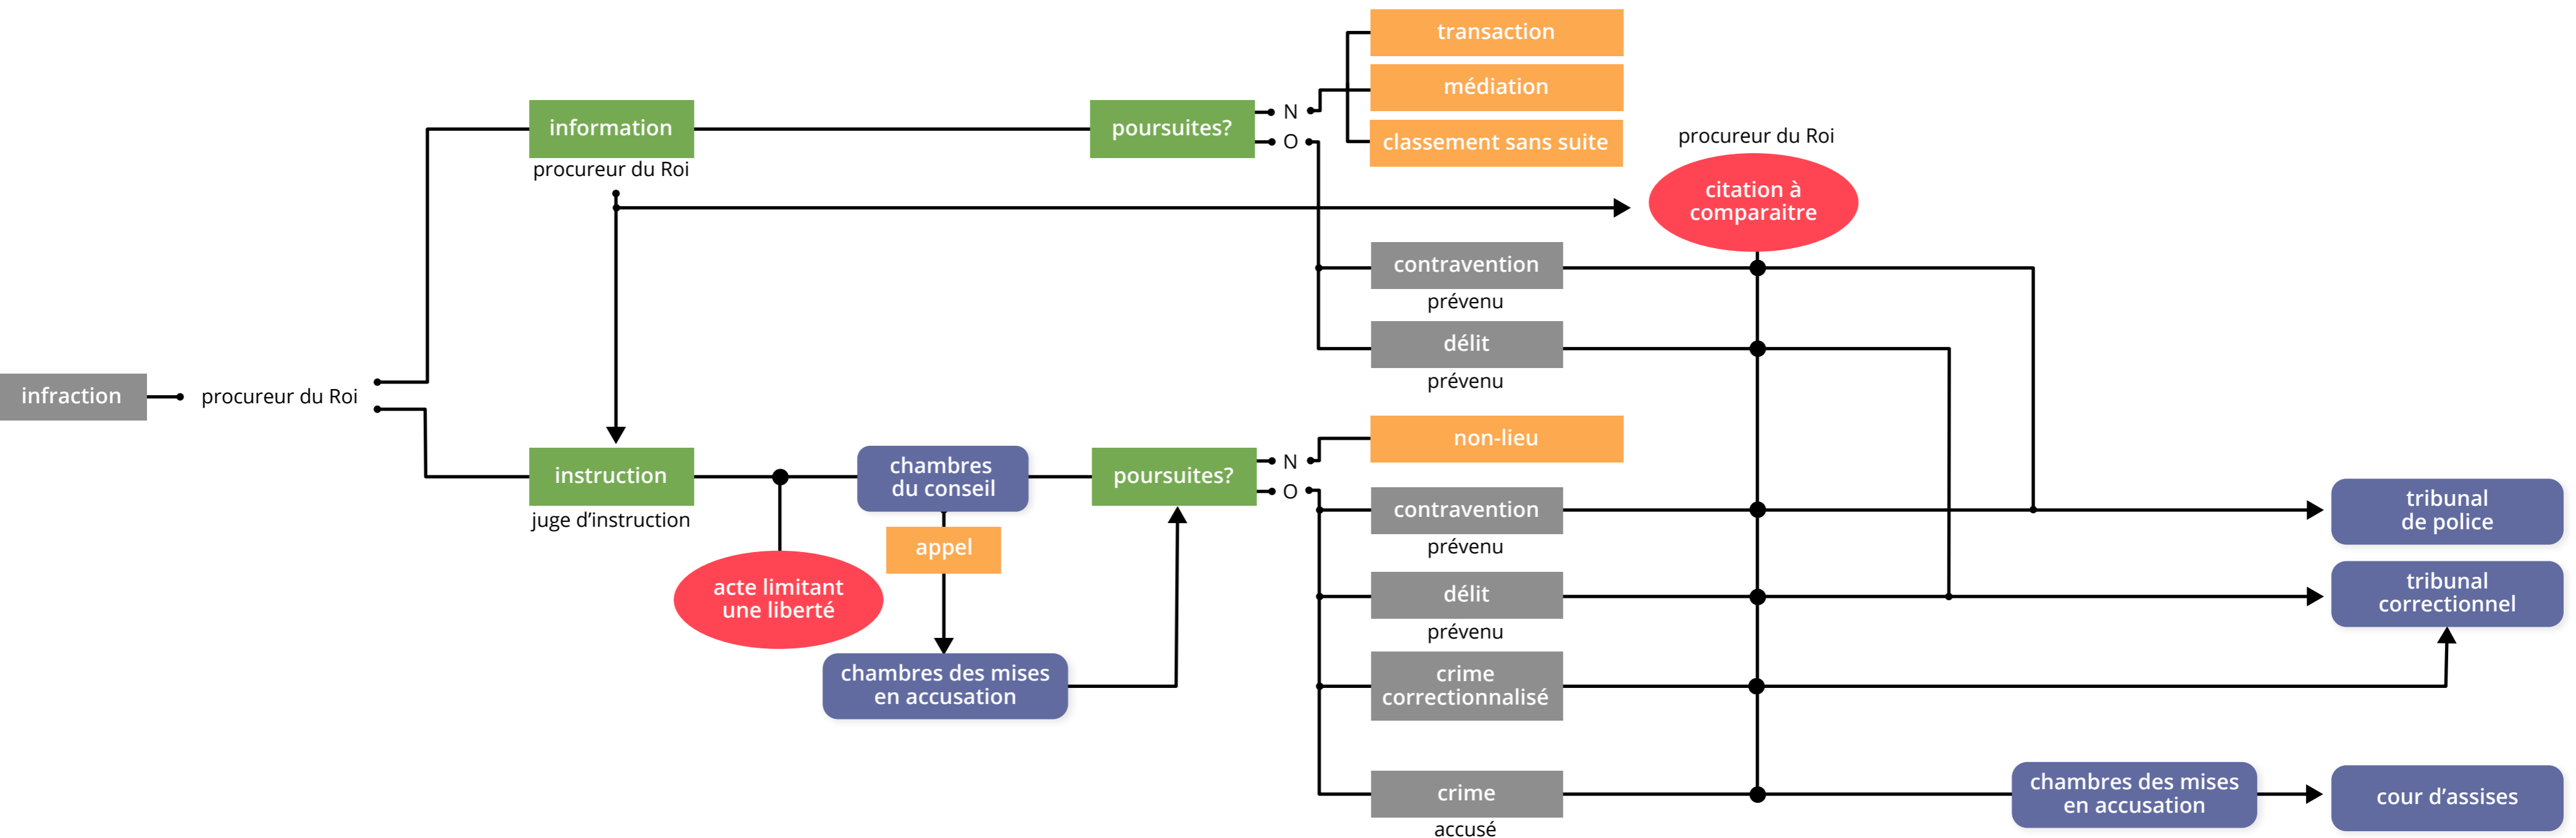 transaction
médiation
classement sans suite
information
procureur du Roi
poursuites?
N
O
procureur du Roi
citation à
comparaitre
contravention
prévenu
délit
prévenu
infraction
procureur du Roi
instruction
juge d’instruction
acte limitant
une liberté
chambres
du conseil
appel
chambres des mises
en accusation
poursuites?
N
O
non-lieu
contravention
prévenu
délit
prévenu
crime
correctionnalisé
crime
accusé
chambres des mises
en accusation
tribunal
de police
tribunal
correctionnel
cour d’assises